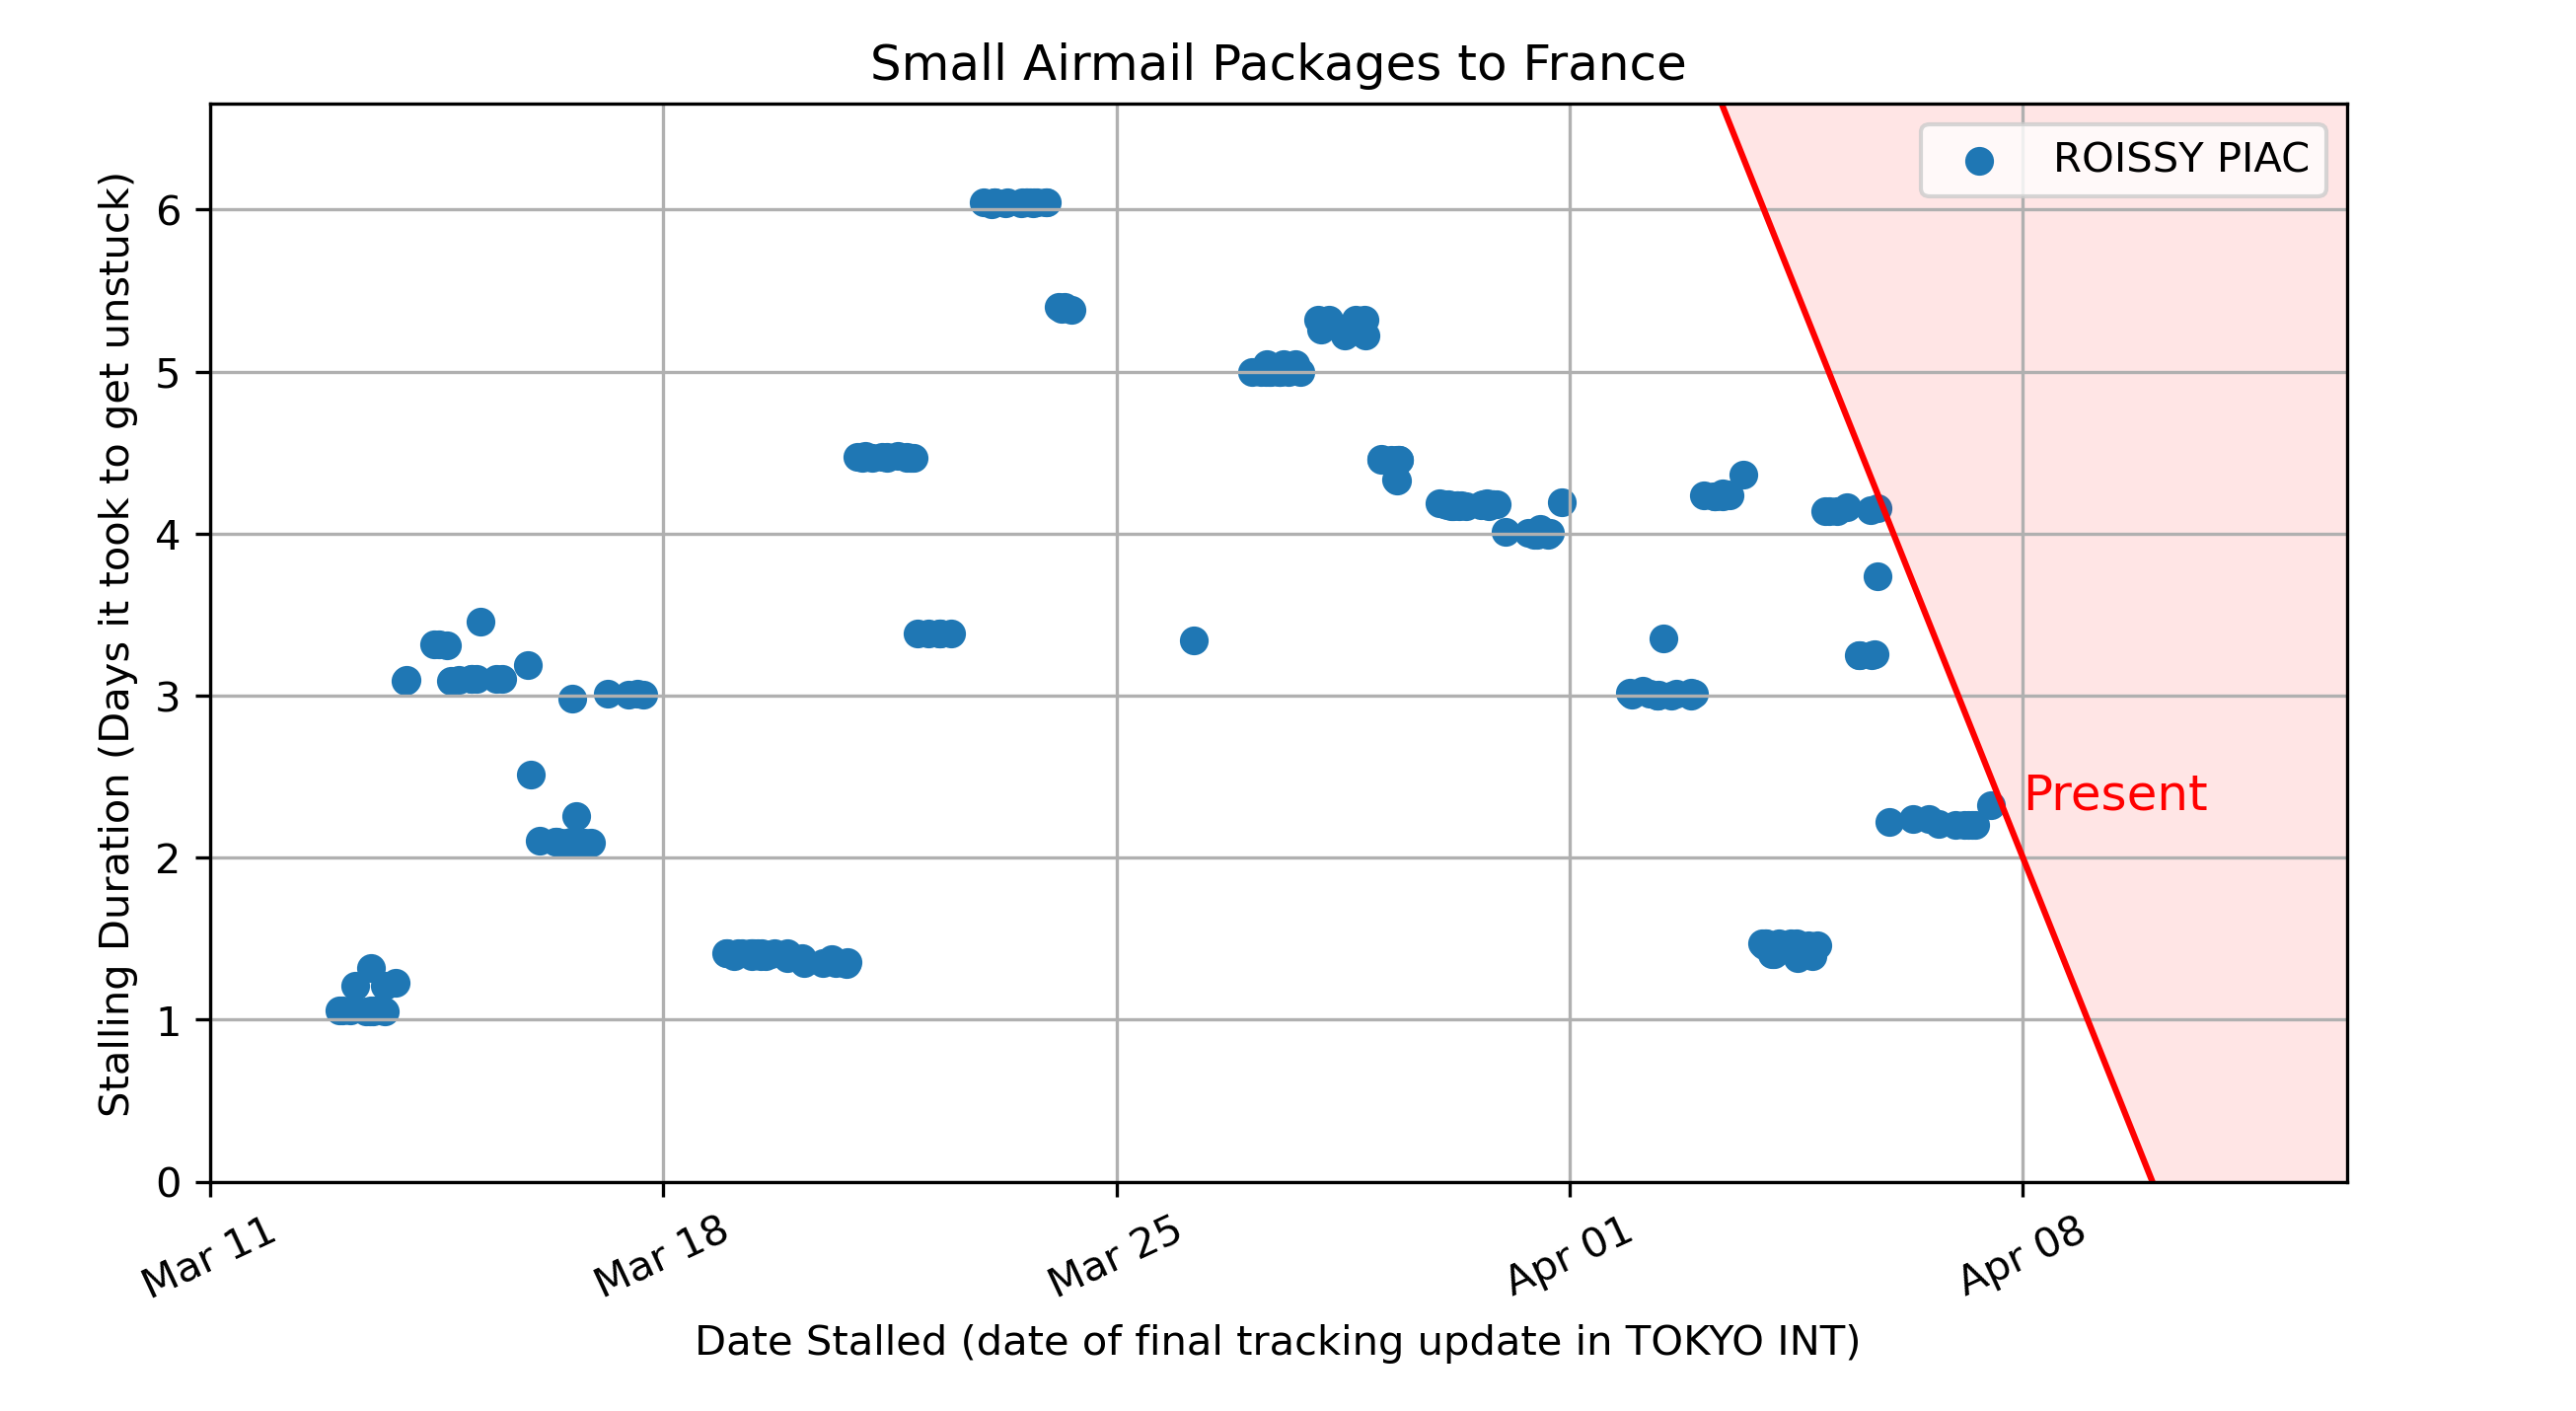 Small Airmail Packages to France
ROISSY PIAC
Stalling Duration (Days it took to get unstuck)
6
5
4
3
2
1
0
Present
Mar 11
Mar 18
Mar 25
Apr 01
Apr 08
Date Stalled (date of final tracking update in TOKYO INT)